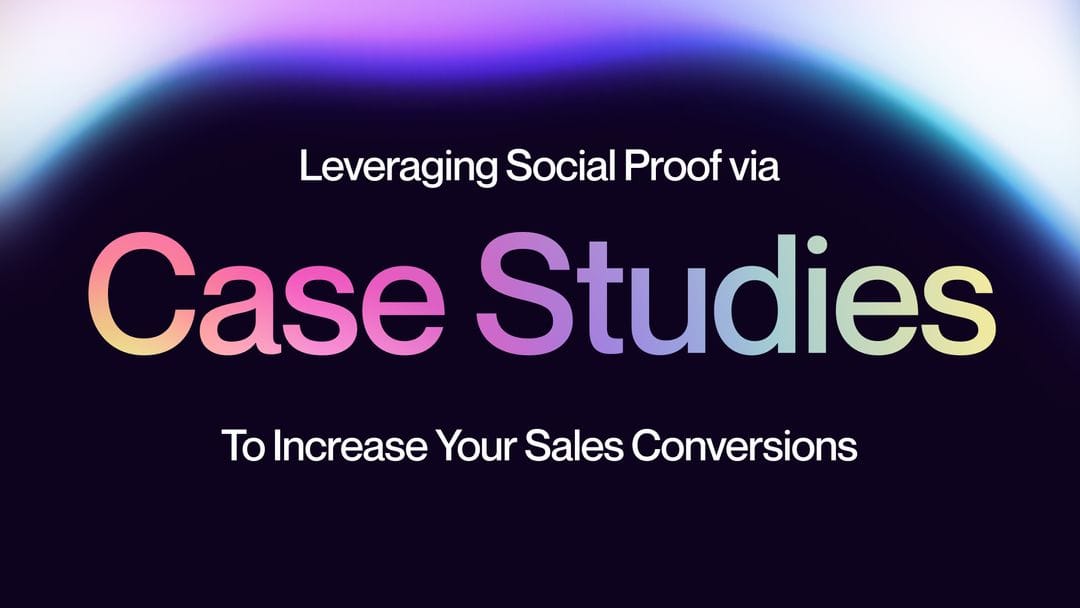 Leveraging Social Proof via
Case Studies
To Increase Your Sales Conversions